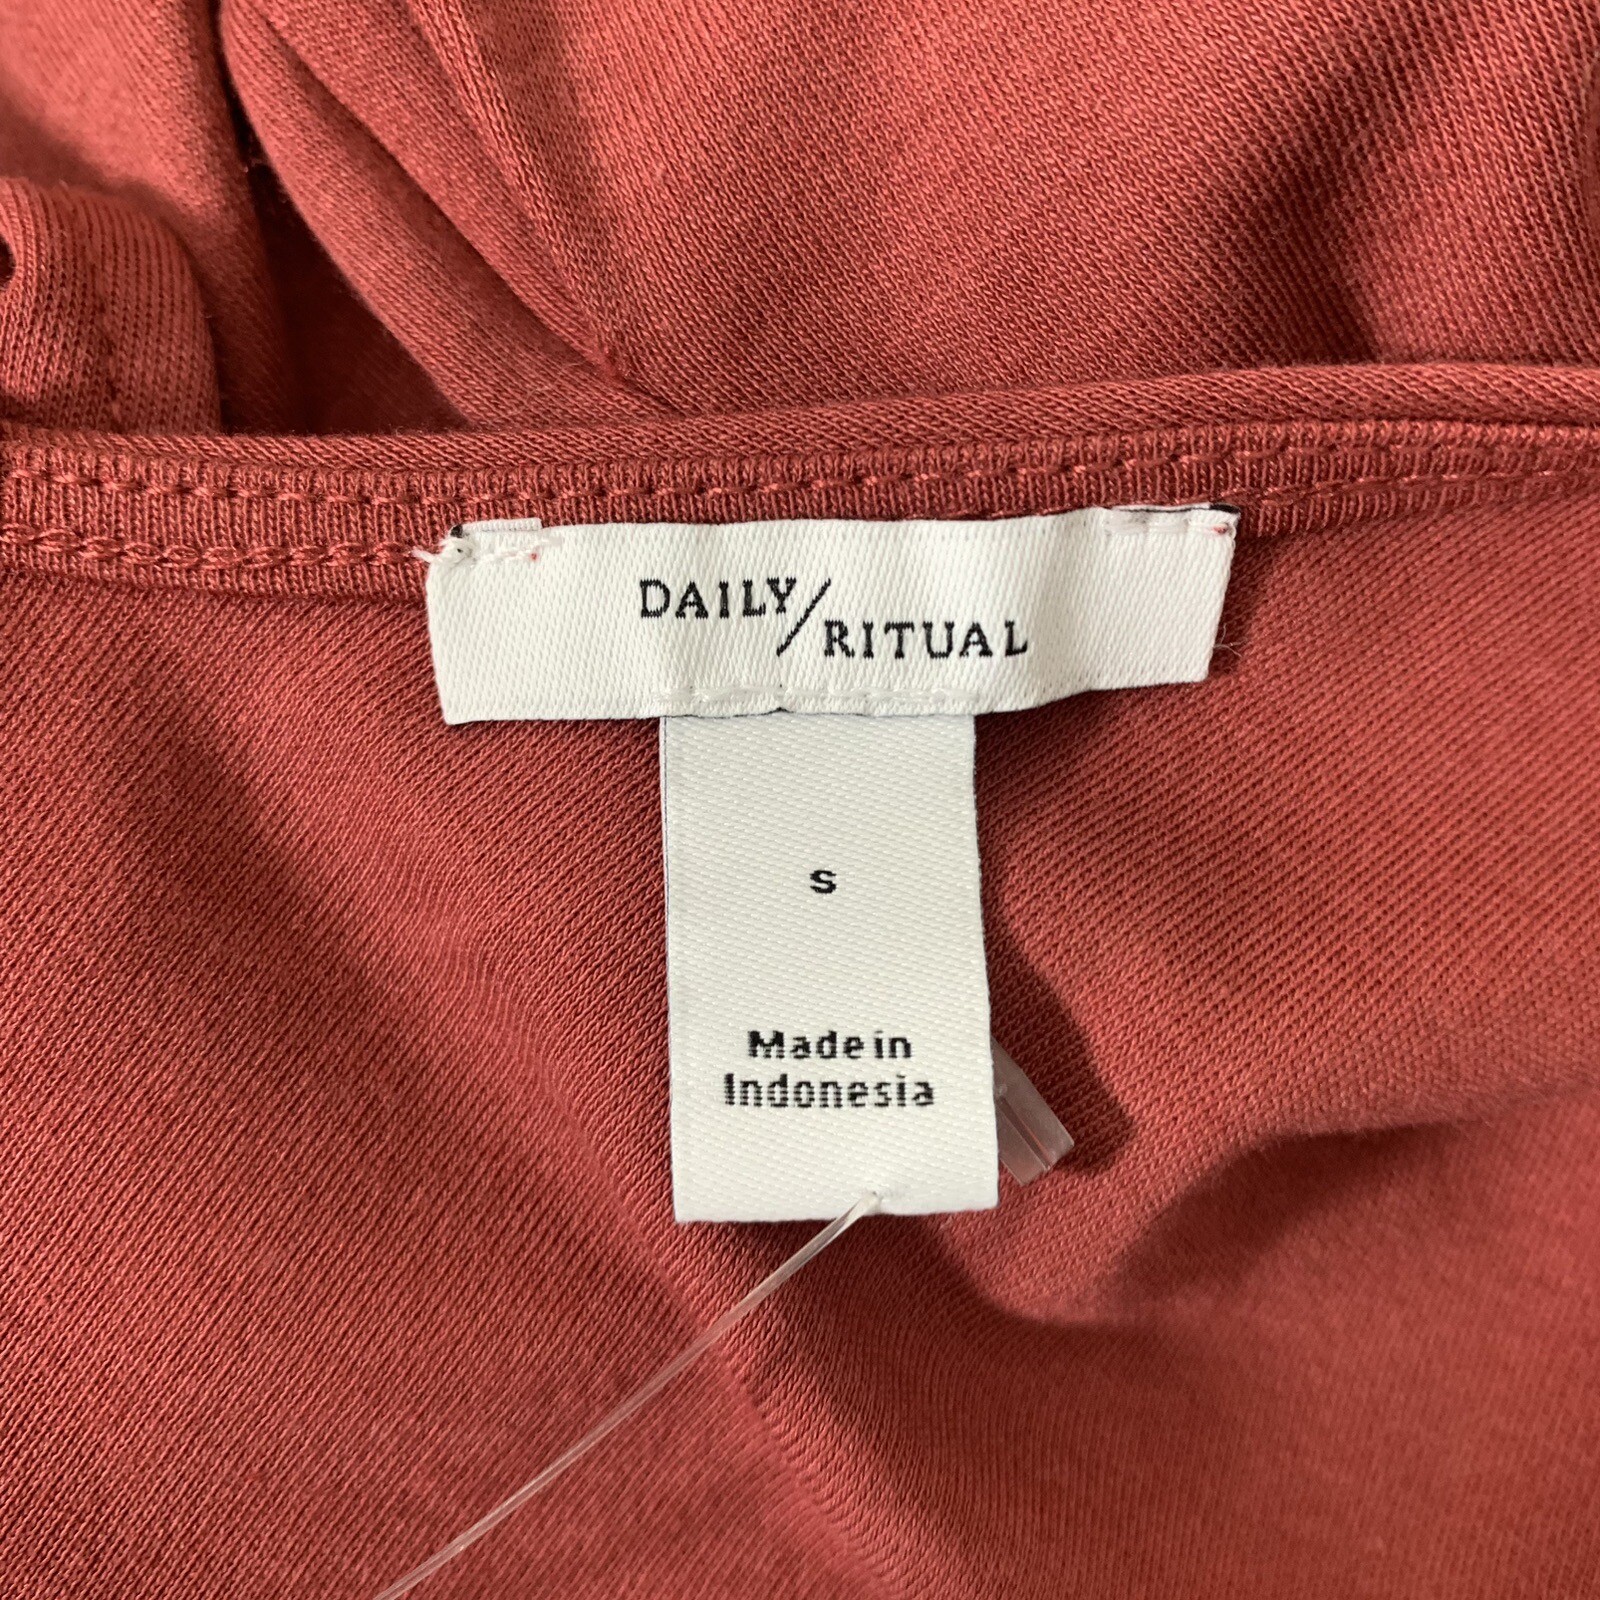 DAILY/
RITUAL
S
Made in
Indonesia